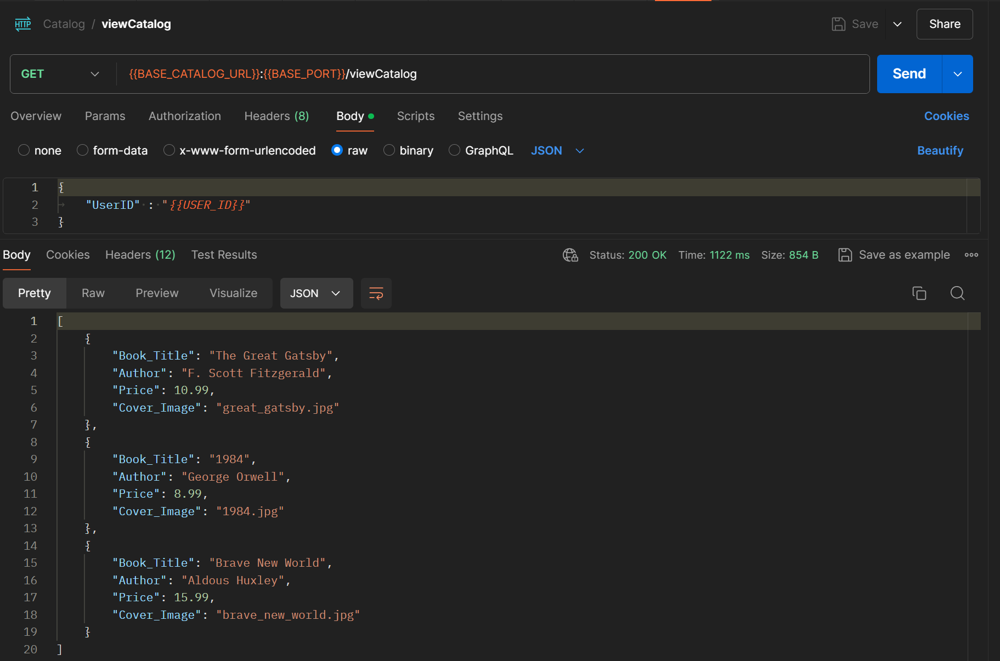 HTTP Catalog / viewCatalog Save Share
GET {{BASE_CATALOG_URL}}:{{BASE_PORT}}/viewCatalog Send
Overview Params Authorization Headers (8) Body Scripts Settings Cookies
none form-data x-www-form-urlencoded raw binary GraphQL JSON Beautify
1 {
2 "UserID" : "{{USER_ID}}"
3 }
Body Cookies Headers (12) Test Results Status: 200 OK Time: 1122 ms Size: 854 B Save as example
Pretty Raw Preview Visualize JSON
1 [
2 {
3 "Book_Title": "The Great Gatsby",
4 "Author": "F. Scott Fitzgerald",
5 "Price": 10.99,
6 "Cover_Image": "great_gatsby.jpg"
7 },
8 {
9 "Book_Title": "1984",
10 "Author": "George Orwell",
11 "Price": 8.99,
12 "Cover_Image": "1984.jpg"
13 },
14 {
15 "Book_Title": "Brave New World",
16 "Author": "Aldous Huxley",
17 "Price": 15.99,
18 "Cover_Image": "brave_new_world.jpg"
19 }
20 ]